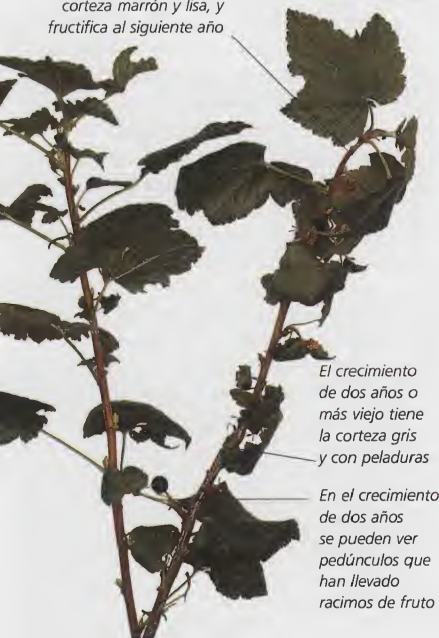 corteza marrón y lisa, y
fructifica al siguiente año
El crecimiento
de dos años o
más viejo tiene
la corteza gris
y con peladuras
En el crecimiento
de dos años
se pueden ver
pedúnculos que
han llevado
racimos de fruto